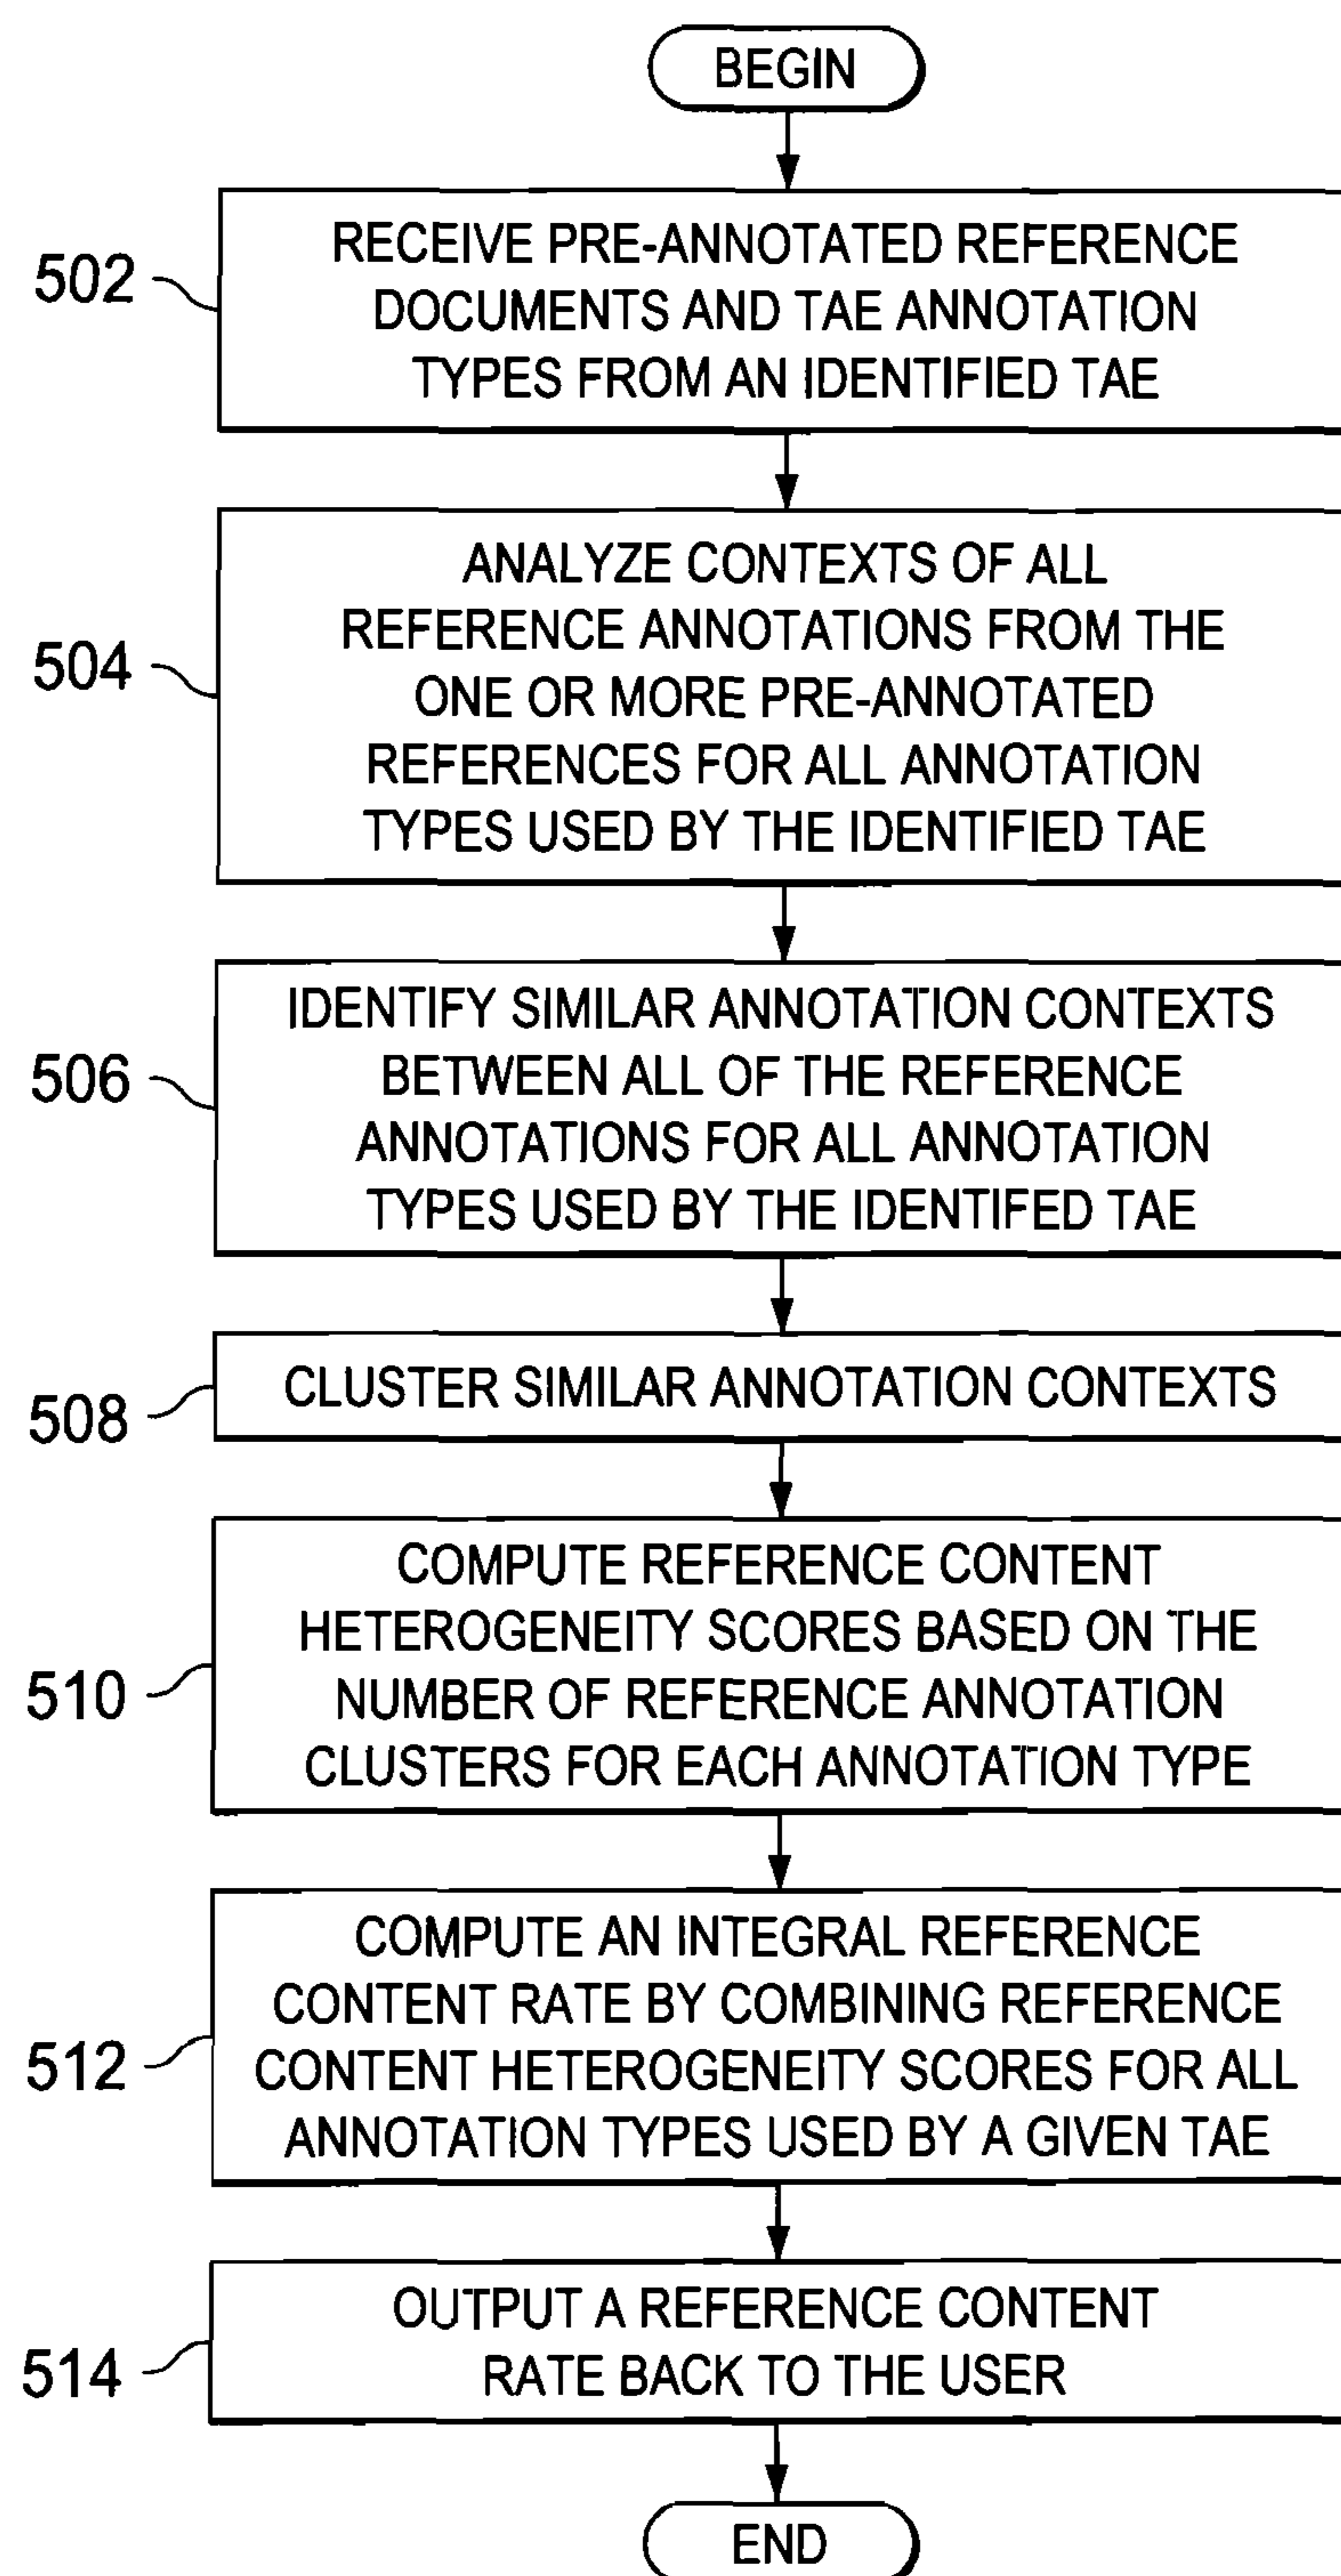 BEGIN
502
RECEIVE PRE-ANNOTATED REFERENCE
DOCUMENTS AND TAE ANNOTATION
TYPES FROM AN IDENTIFIED TAE
504
ANALYZE CONTEXTS OF ALL
REFERENCE ANNOTATIONS FROM THE
ONE OR MORE PRE-ANNOTATED
REFERENCES FOR ALL ANNOTATION
TYPES USED BY THE IDENTIFIED TAE
506
IDENTIFY SIMILAR ANNOTATION CONTEXTS
BETWEEN ALL OF THE REFERENCE
ANNOTATIONS FOR ALL ANNOTATION
TYPES USED BY THE IDENTIFED TAE
508
CLUSTER SIMILAR ANNOTATION CONTEXTS
510
COMPUTE REFERENCE CONTENT
HETEROGENEITY SCORES BASED ON THE
NUMBER OF REFERENCE ANNOTATION
CLUSTERS FOR EACH ANNOTATION TYPE
512
COMPUTE AN INTEGRAL REFERENCE
CONTENT RATE BY COMBINING REFERENCE
CONTENT HETEROGENEITY SCORES FOR ALL
ANNOTATION TYPES USED BY A GIVEN TAE
514
OUTPUT A REFERENCE CONTENT
RATE BACK TO THE USER
END